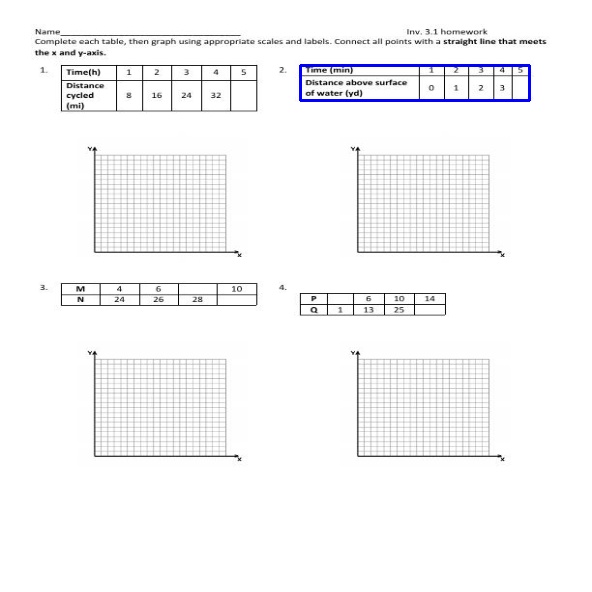 Name
Inv. 3.1 homework
Complete each table, then graph using appropriate scales and labels. Connect all points with a straight line that meets
the x and y-axis.
1.
Time(h) 1 2 3 4 5
Distance
cycled
(mi) 8 16 24 32
2.
Time (min) 1 2 3 4 5
Distance above surface
of water (yd) 0 1 2 3
Y
x
Y
x
3.
M 4 6 10
N 24 26 28
4.
P 6 10 14
Q 1 13 25
Y
x
Y
x